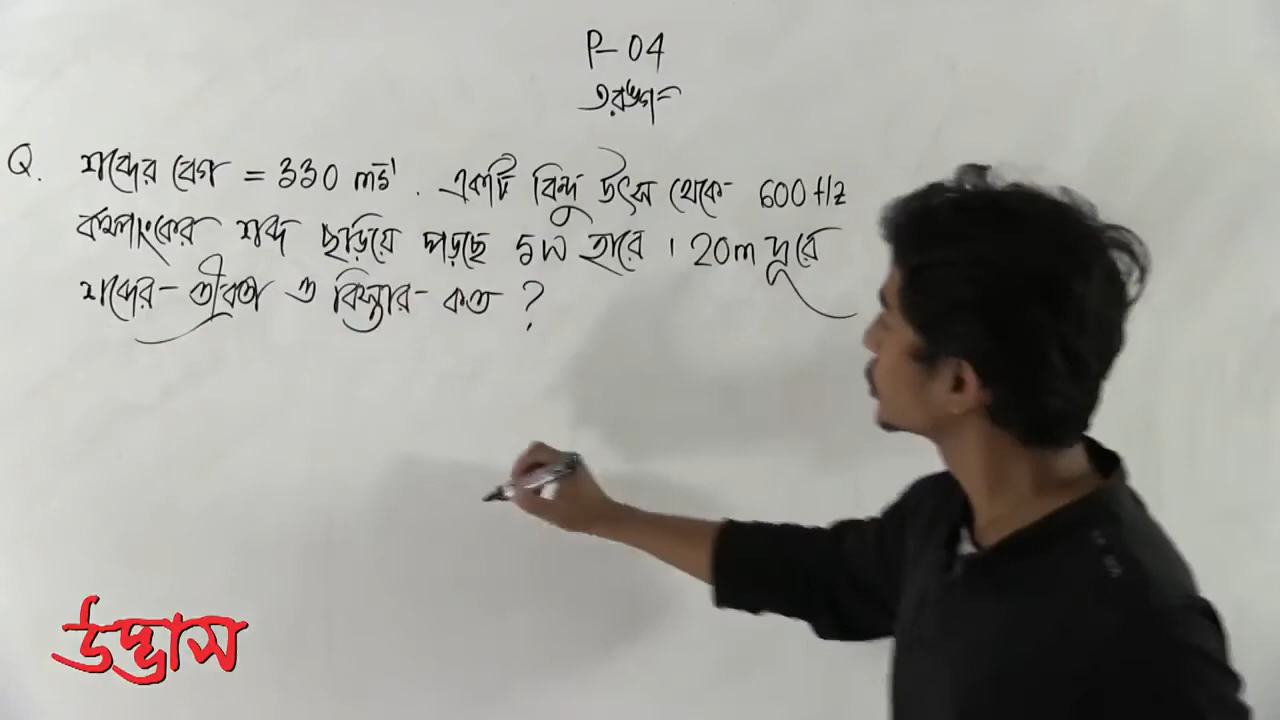 P-04
তরঙ্গ
Q. শব্দের বেগ = 330 ms⁻¹. একটি বিন্দু উৎস থেকে 600 Hz
কম্পাংকের শব্দ ছড়িয়ে পড়ছে 5W হারে। 20m দূরে
শব্দের তীব্রতা ও বিস্তার কত ?
উদ্ভাস